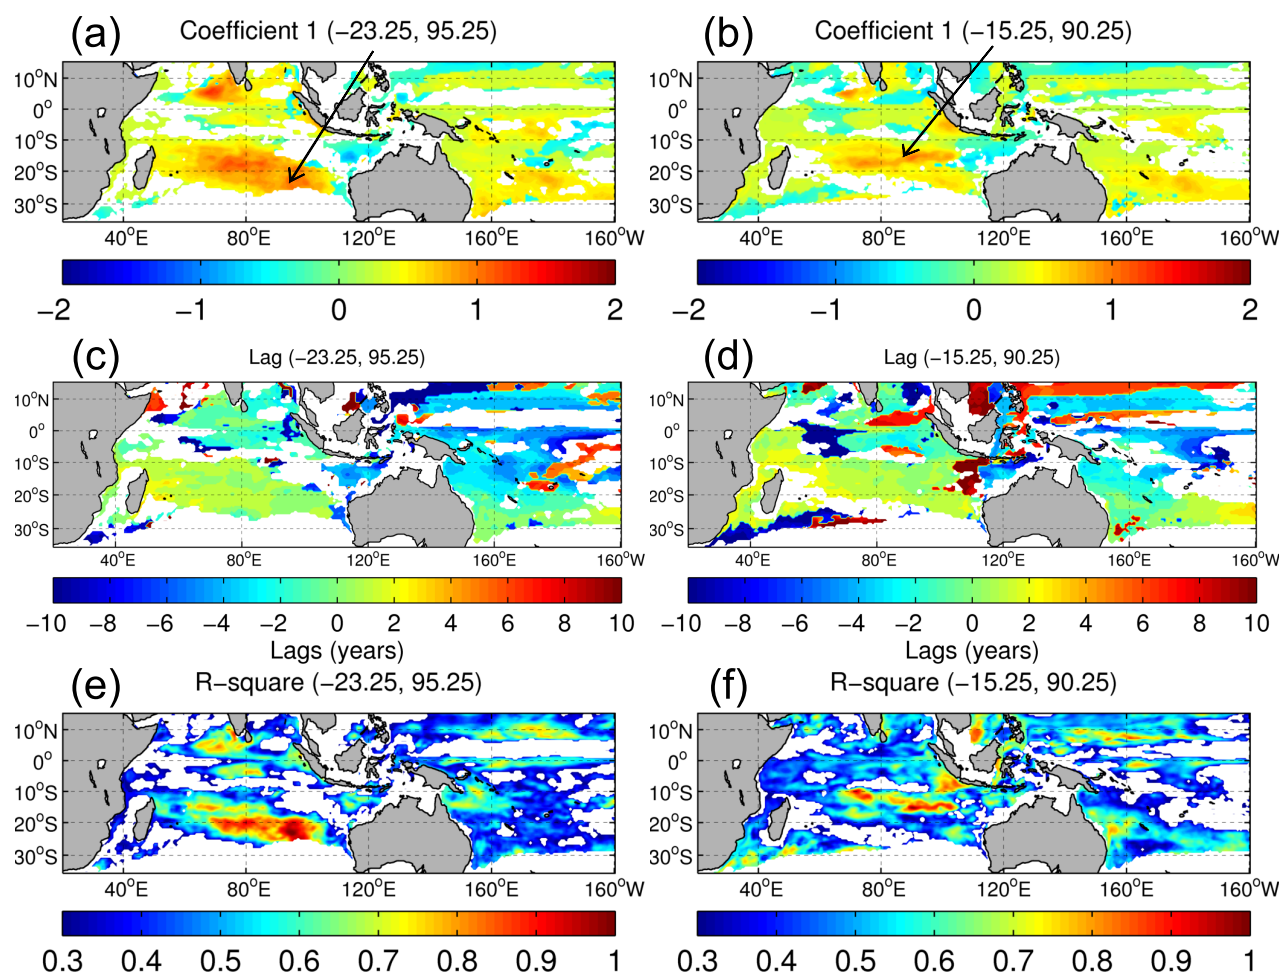 (a) Coefficient 1 (−23.25, 95.25)
10°N
0°
10°S
20°S
30°S
40°E 80°E 120°E 160°E 160°W
−2 −1 0 1 2
(b) Coefficient 1 (−15.25, 90.25)
10°N
0°
10°S
20°S
30°S
40°E 80°E 120°E 160°E 160°W
−2 −1 0 1 2
(c) Lag (−23.25, 95.25)
10°N
0°
10°S
20°S
30°S
40°E 80°E 120°E 160°E 160°W
−10 −8 −6 −4 −2 0 2 4 6 8 10
Lags (years)
(d) Lag (−15.25, 90.25)
10°N
0°
10°S
20°S
30°S
40°E 80°E 120°E 160°E 160°W
−10 −8 −6 −4 −2 0 2 4 6 8 10
Lags (years)
(e) R−square (−23.25, 95.25)
10°N
0°
10°S
20°S
30°S
40°E 80°E 120°E 160°E 160°W
0.3 0.4 0.5 0.6 0.7 0.8 0.9 1
(f) R−square (−15.25, 90.25)
10°N
0°
10°S
20°S
30°S
40°E 80°E 120°E 160°E 160°W
0.3 0.4 0.5 0.6 0.7 0.8 0.9 1